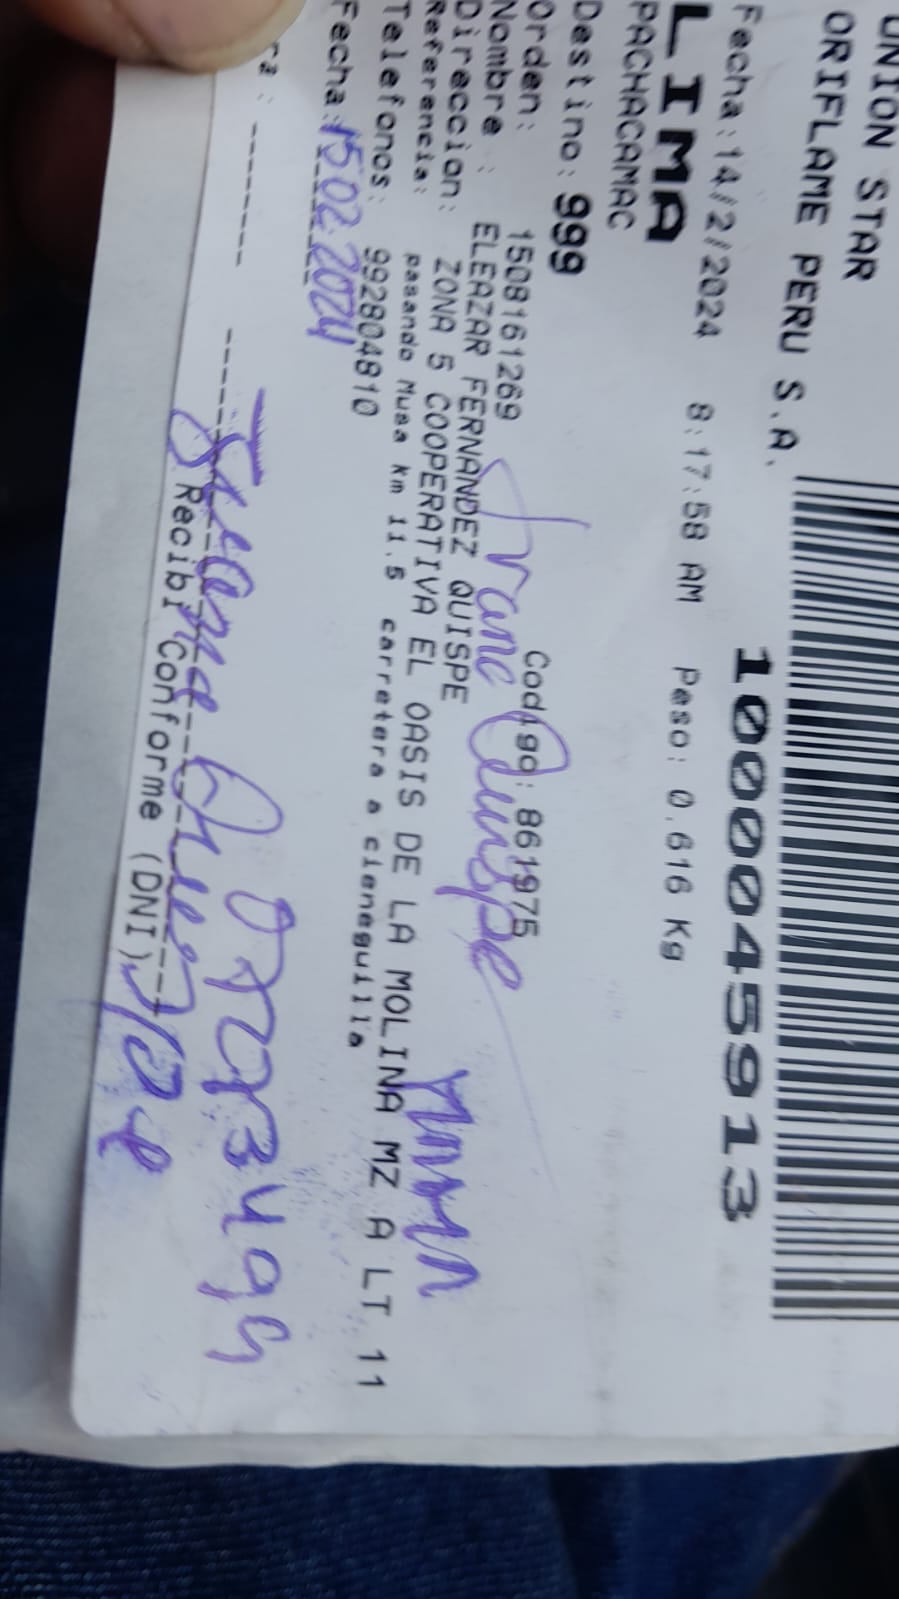 UNION STAR
ORIFLAME PERU S.A.
1000045913
Fecha:14/2/2024 8:17:58 AM Peso: 0.616 Kg
LIMA
PACHACAMAC
Destino: 999
Orden: 1508161269 Codigo: 861975
Nombre : ELEAZAR FERNANDEZ QUISPE
Direccion: ZONA 5 COOPERATIVA EL OASIS DE LA MOLINA MZ A LT 11
Referencia: pasando Musa km 11.5 carretera a cieneguilla
Telefonos: 992804810
Fecha: 15 02 2024
Quispe
Recibi Conforme (DNI)